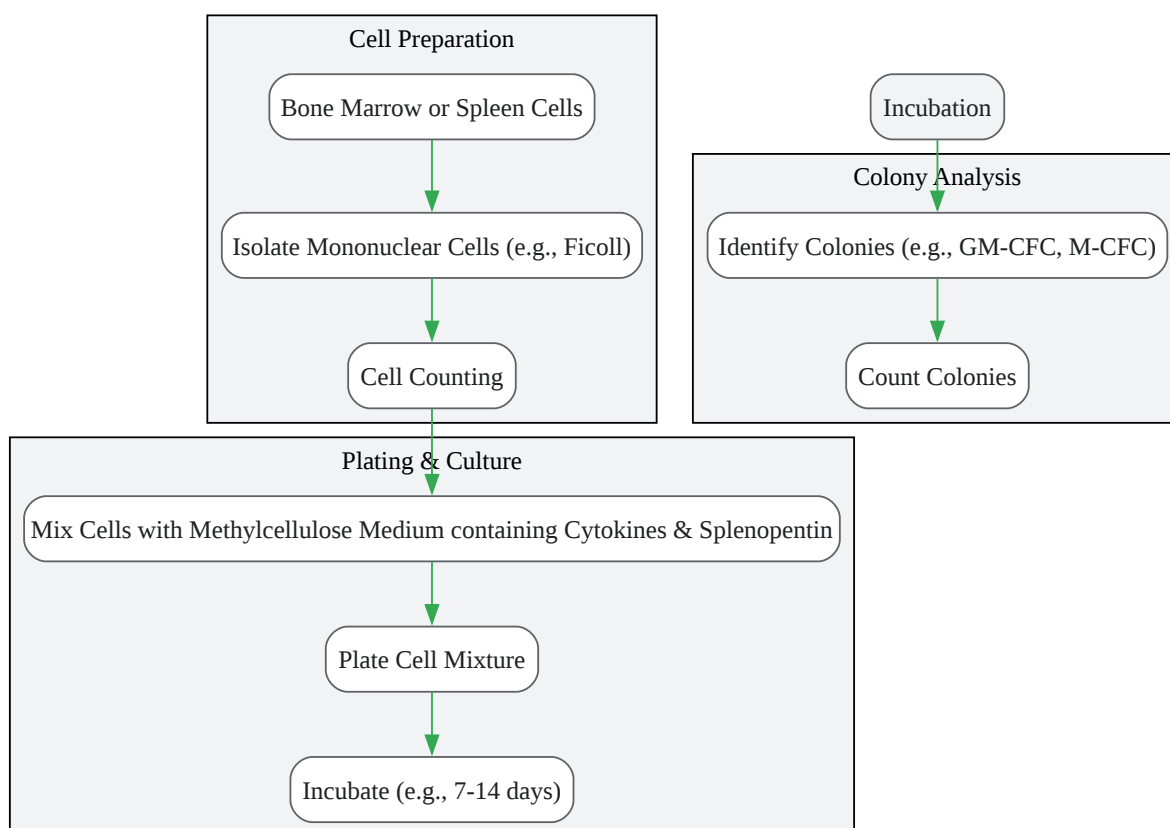 Cell Preparation
Bone Marrow or Spleen Cells
Isolate Mononuclear Cells (e.g., Ficoll)
Cell Counting
Plating & Culture
Mix Cells with Methylcellulose Medium containing Cytokines & Splenopentin
Plate Cell Mixture
Incubate (e.g., 7-14 days)
Incubation
Colony Analysis
Identify Colonies (e.g., GM-CFC, M-CFC)
Count Colonies